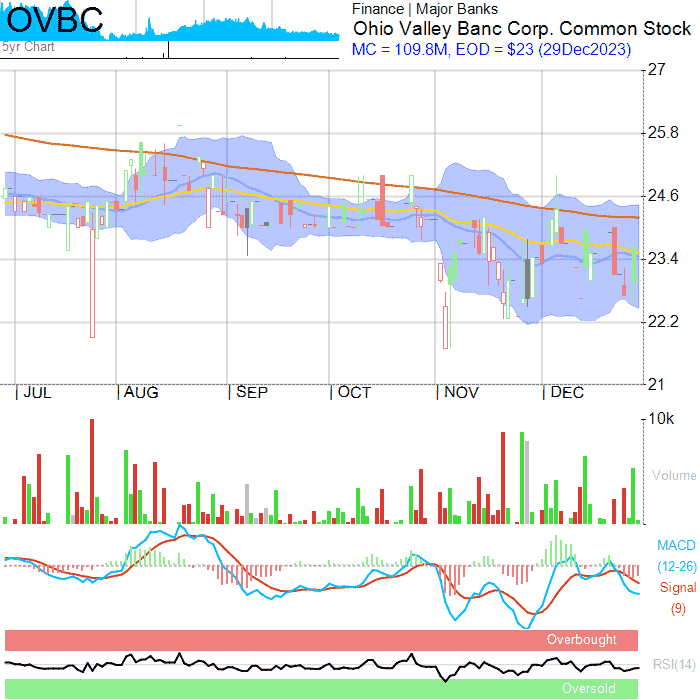 OVBC
5yr Chart
Finance | Major Banks
Ohio Valley Banc Corp. Common Stock
MC = 109.8M, EOD = $23 (29Dec2023)
27
25.8
24.6
23.4
22.2
21
| JUL | AUG | SEP | OCT | NOV | DEC
10k
Volume
MACD
(12-26)
Signal
(9)
Overbought
RSI(14)
Oversold